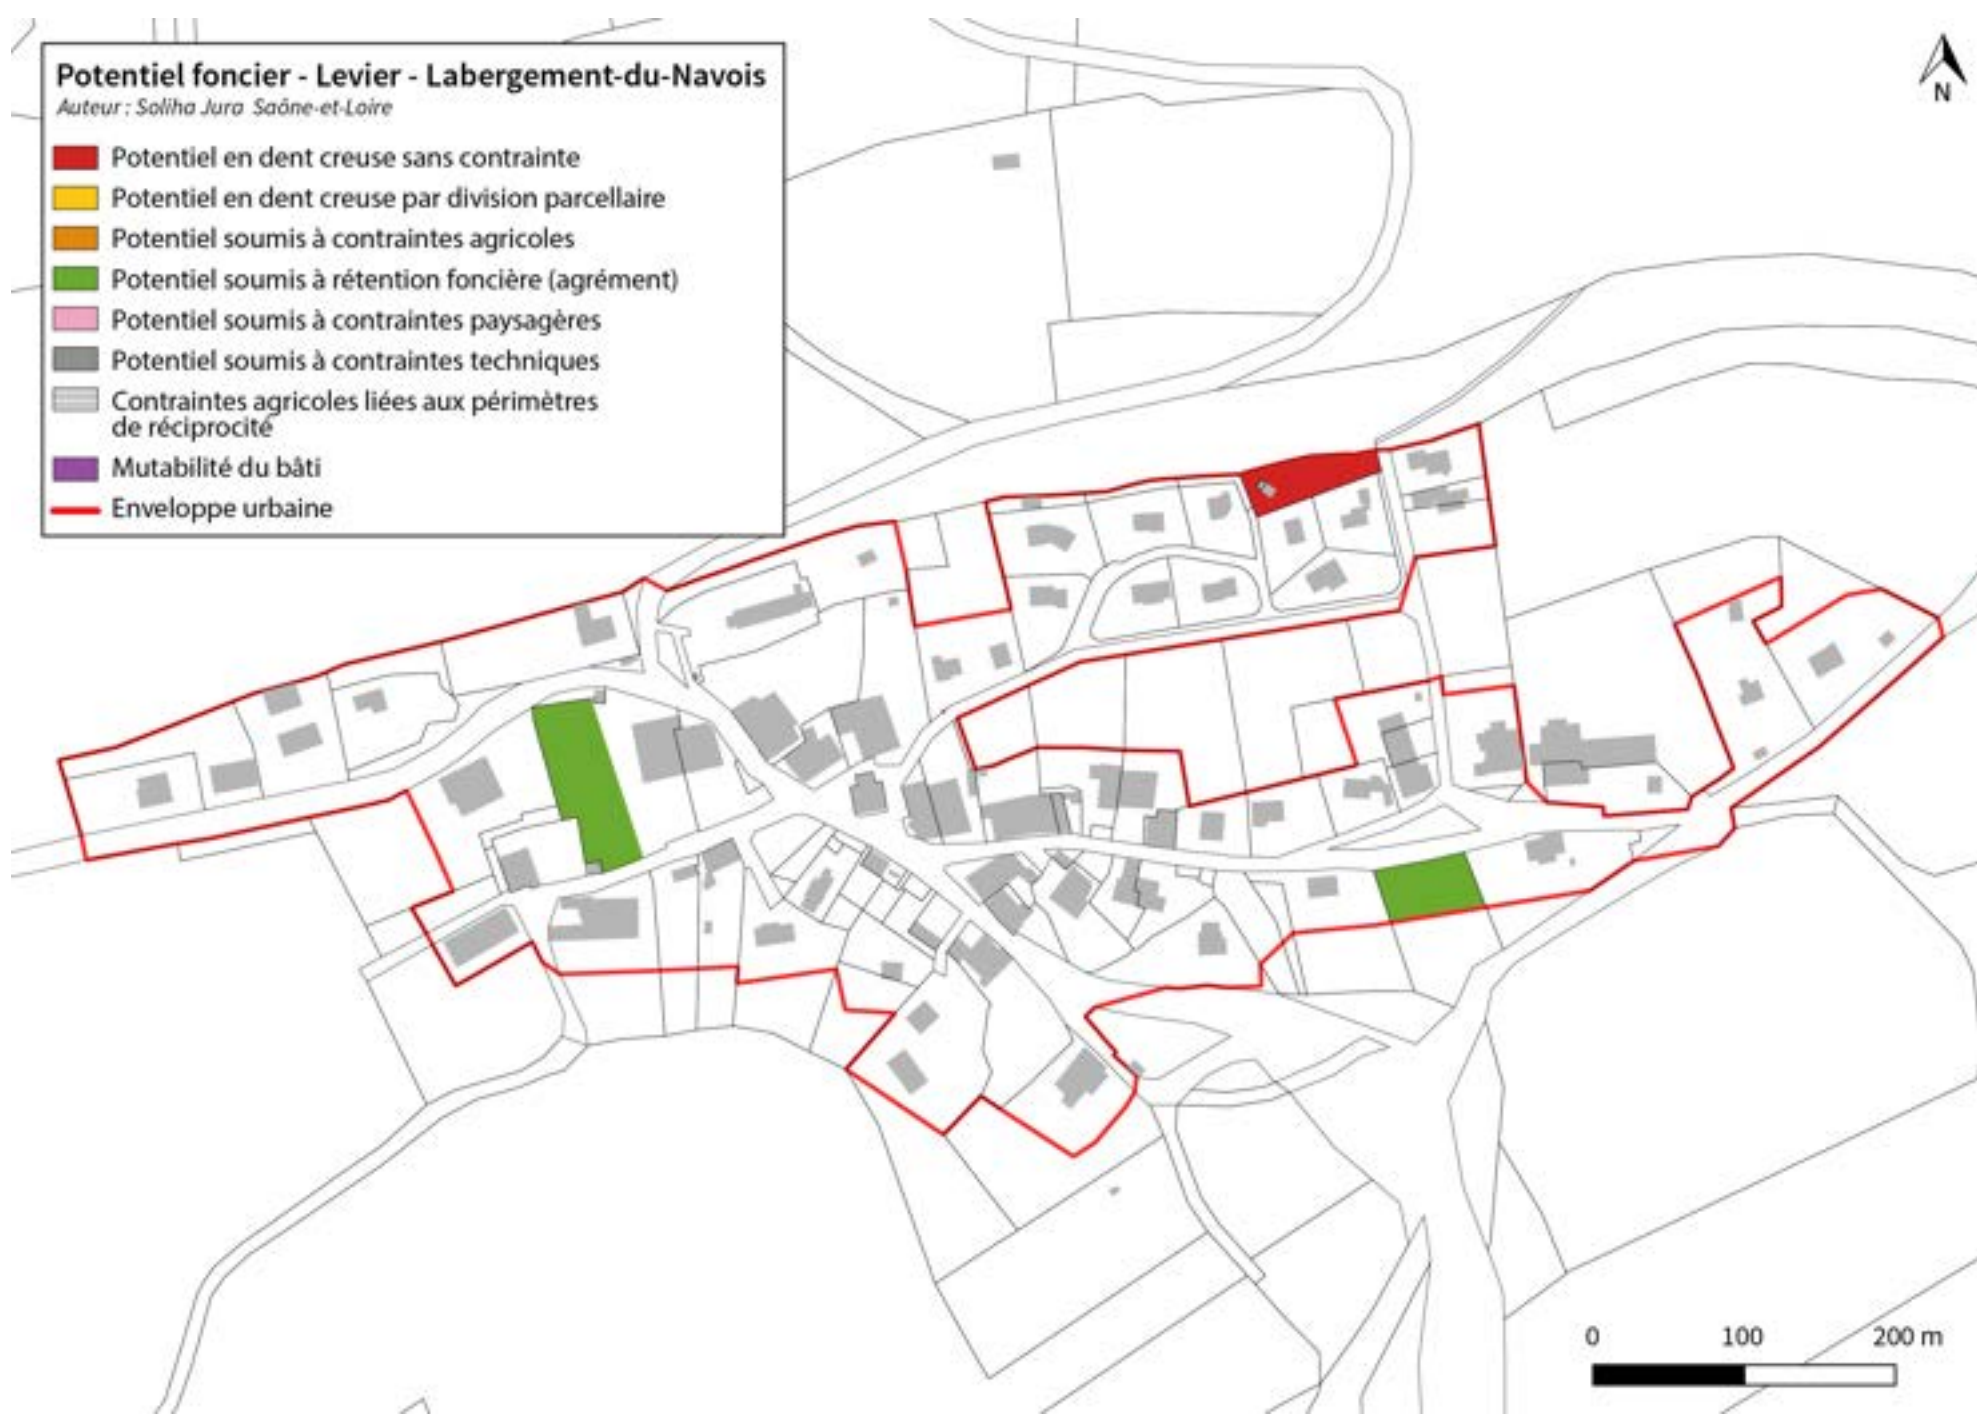 Potentiel foncier - Levier - Labergement-du-Navois
Auteur : Soliha Jura Saône-et-Loire
Potentiel en dent creuse sans contrainte
Potentiel en dent creuse par division parcellaire
Potentiel soumis à contraintes agricoles
Potentiel soumis à rétention foncière (agrément)
Potentiel soumis à contraintes paysagères
Potentiel soumis à contraintes techniques
Contraintes agricoles liées aux périmètres
de réciprocité
Mutabilité du bâti
Enveloppe urbaine
N
0 100 200 m